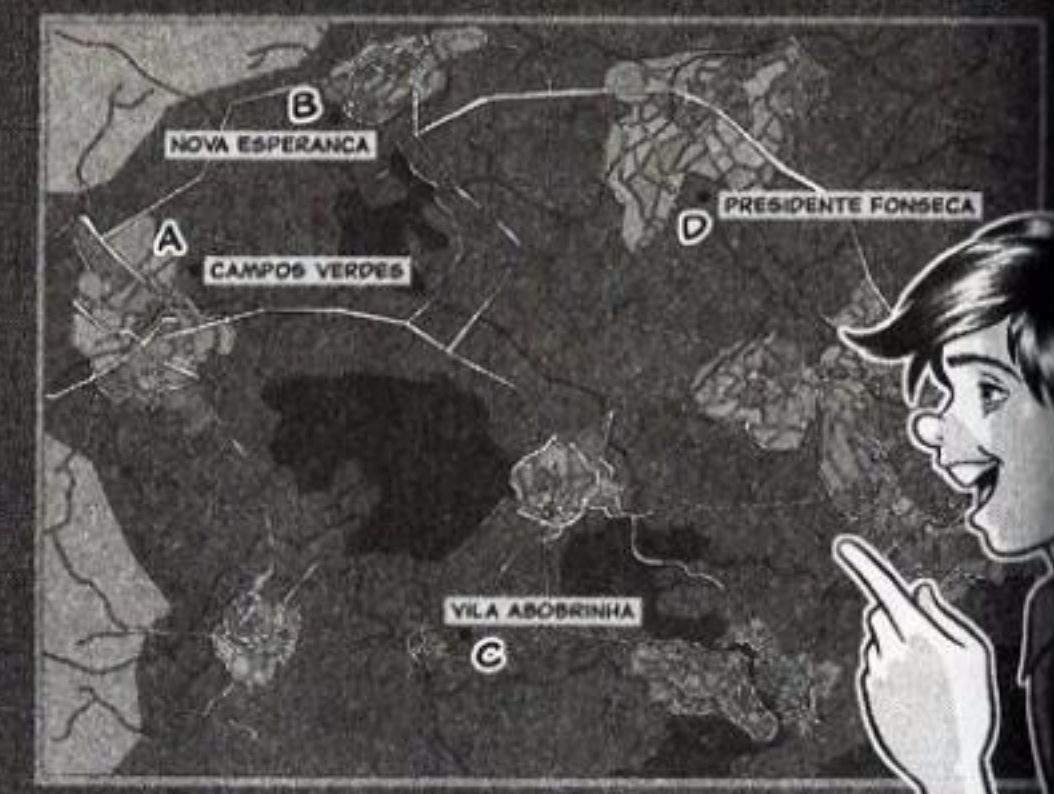 B
NOVA ESPERANCA
A
CAMPOS VERDES
PRESIDENTE FONSECA
D
VILA ABOBRINHA
C